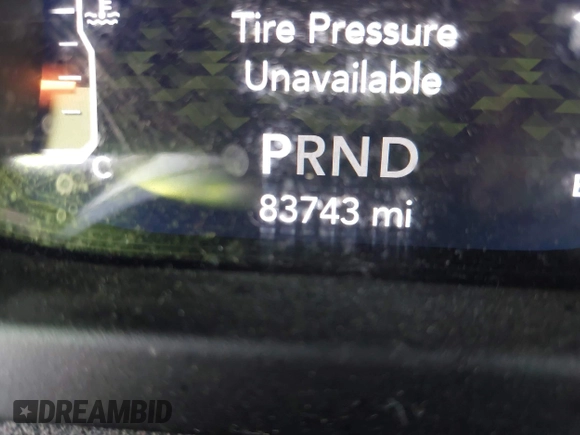 Tire Pressure
Unavailable
PRND
83743 mi
C
DREAMBID